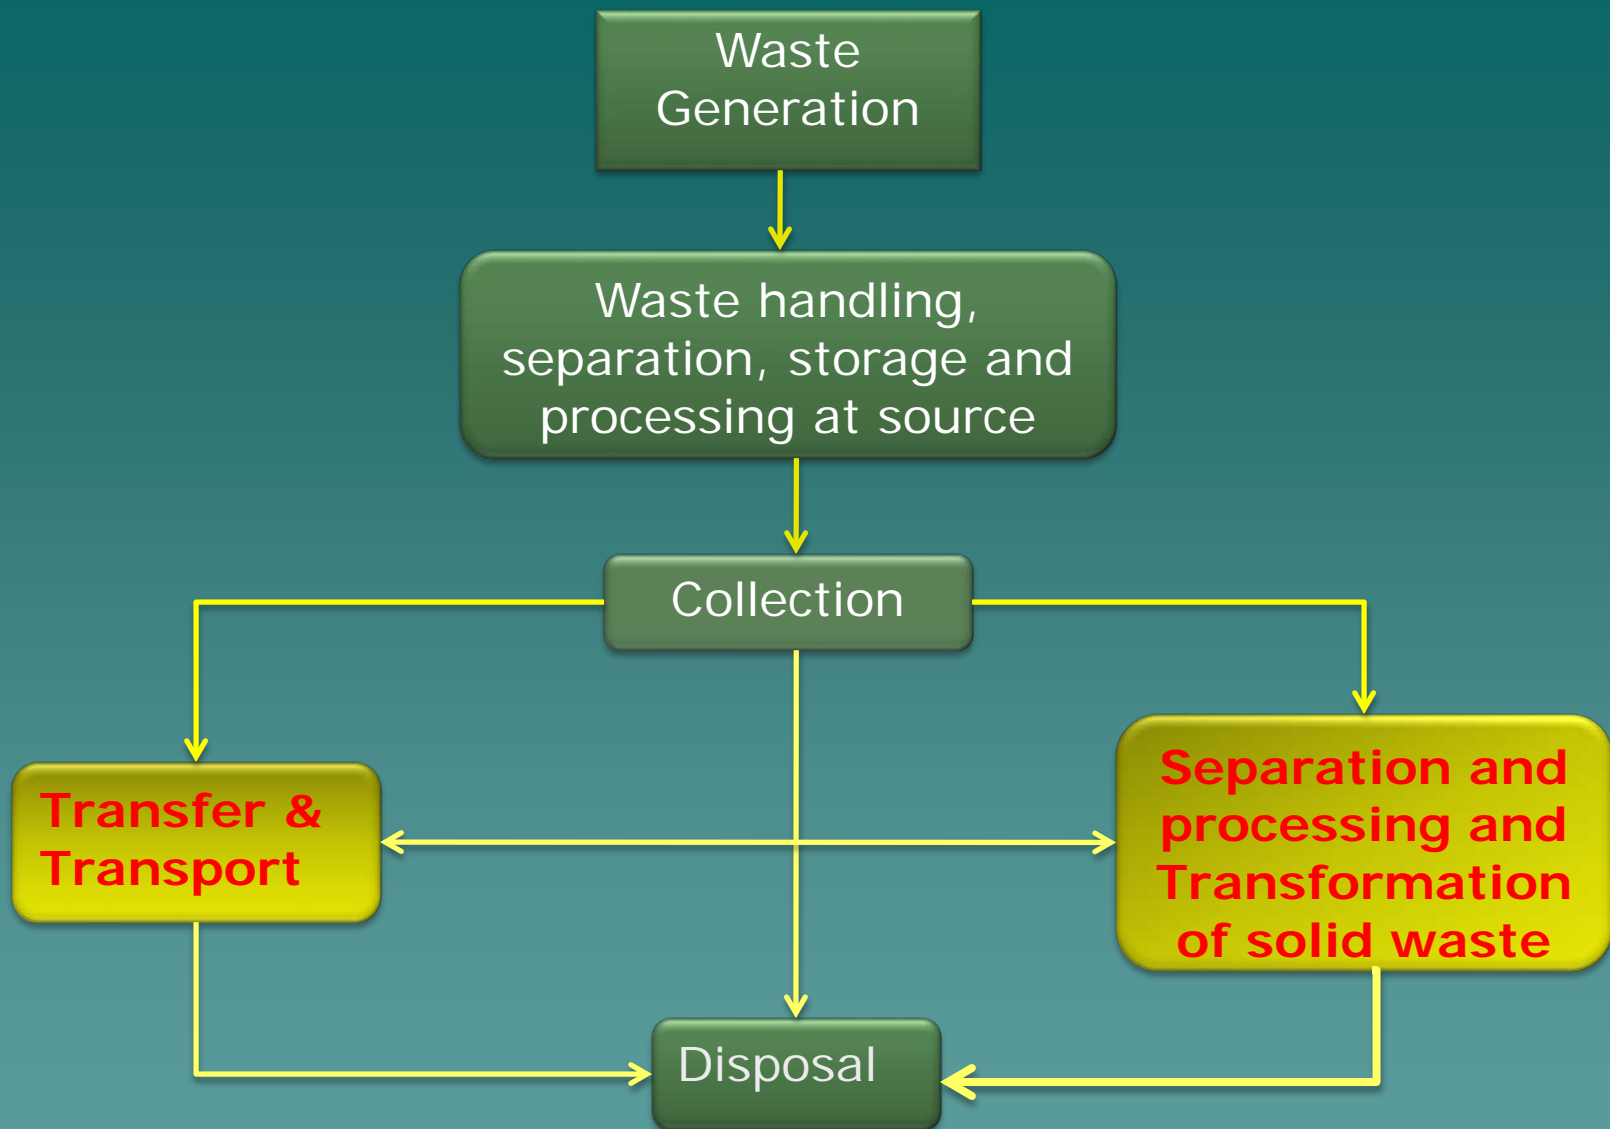 Waste
Generation
Waste handling,
separation, storage and
processing at source
Collection
Transfer &
Transport
Separation and
processing and
Transformation
of solid waste
Disposal